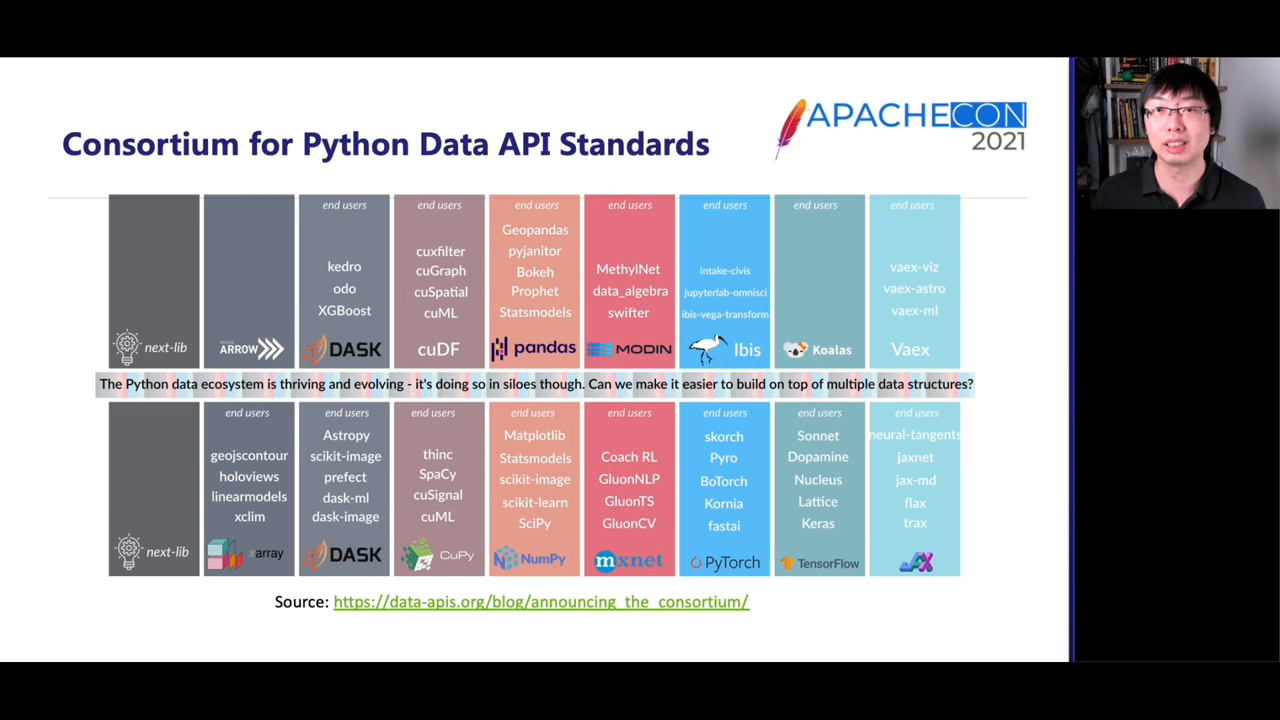 Consortium for Python Data API Standards
APACHECON
2021
next-lib
APACHE
ARROW
end users
kedro
odo
XGBoost
DASK
end users
cuxfilter
cuGraph
cuSpatial
cuML
cuDF
end users
Geopandas
pyjanitor
Bokeh
Prophet
Statsmodels
pandas
end users
MethylNet
data_algebra
swifter
MODIN
end users
intake-civis
jupyterlab-omnisci
ibis-vega-transform
Ibis
end users
Koalas
end users
vaex-viz
vaex-astro
vaex-ml
Vaex
The Python data ecosystem is thriving and evolving - it's doing so in siloes though. Can we make it easier to build on top of multiple data structures?
next-lib
end users
geojscontour
holoviews
linearmodels
xclim
xarray
end users
Astropy
scikit-image
prefect
dask-ml
dask-image
DASK
end users
thinc
SpaCy
cuSignal
cuML
CuPy
end users
Matplotlib
Statsmodels
scikit-image
scikit-learn
SciPy
NumPy
end users
Coach RL
GluonNLP
GluonTS
GluonCV
mxnet
end users
skorch
Pyro
BoTorch
Kornia
fastai
PyTorch
end users
Sonnet
Dopamine
Nucleus
Lattice
Keras
TensorFlow
end users
neural-tangents
jaxnet
jax-md
flax
trax
JAX
Source: https://data-apis.org/blog/announcing_the_consortium/